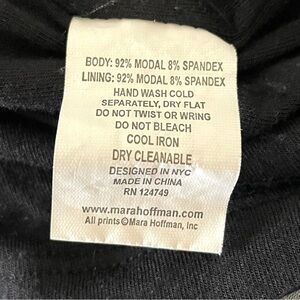 BODY: 92% MODAL 8% SPANDEX
LINING: 92% MODAL 8% SPANDEX
HAND WASH COLD
SEPARATELY, DRY FLAT
DO NOT TWIST OR WRING
DO NOT BLEACH
COOL IRON
DRY CLEANABLE
DESIGNED IN NYC
MADE IN CHINA
RN 124749
www.marahoffman.com
All prints©Mara Hoffman, Inc